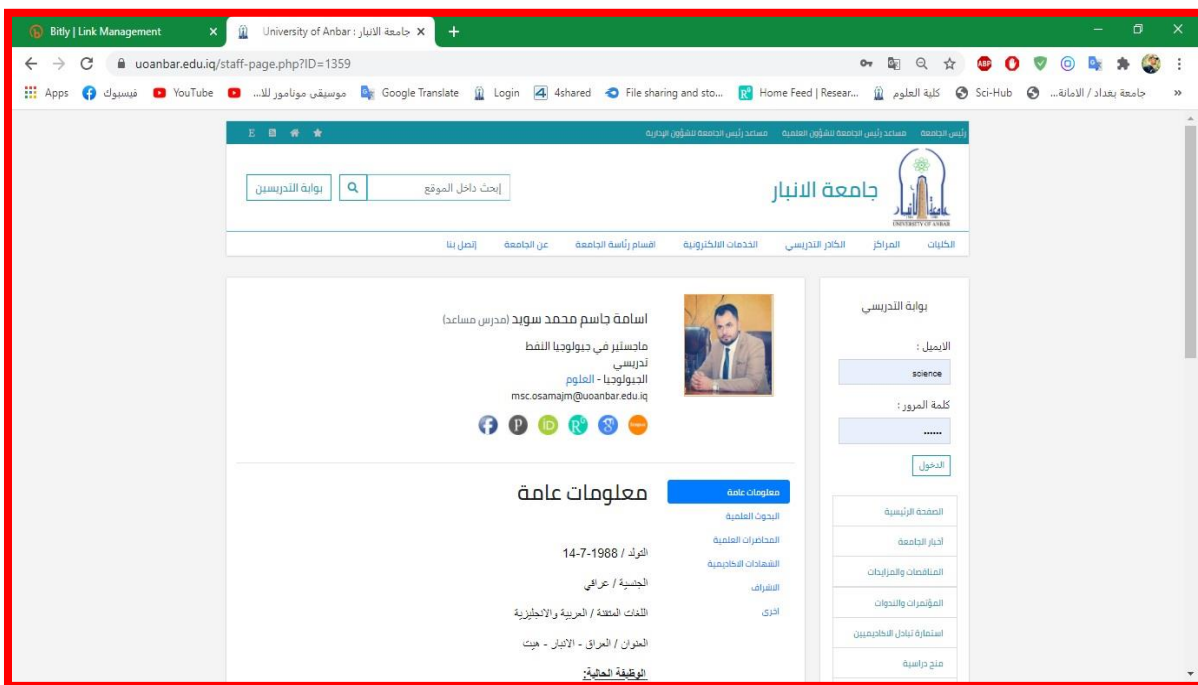 Bitly | Link Management
University of Anbar : جامعة الانبار
uoanbar.edu.iq/staff-page.php?ID=1359
Apps فيسبوك YouTube موسيقى مونامور للا... Google Translate Login 4shared File sharing and sto... Home Feed | Resear... كلية العلوم Sci-Hub جامعة بغداد / الامانة... »
رئيس الجامعة مساعد رئيس الجامعة للشؤون العلمية مساعد رئيس الجامعة للشؤون الإدارية
E
جامعة الانبار
UNIVERSITY OF ANBAR
إبحث داخل الموقع
بوابة التدريسين
الكليات المراكز الكادر التدريسي الخدمات الالكترونية اقسام رئاسة الجامعة عن الجامعة إتصل بنا
بوابة التدريسي
الايميل :
science
كلمة المرور :
......
الدخول
الصفحة الرئيسية
أخبار الجامعة
المناقصات والمزايدات
المؤتمرات والندوات
استمارة تبادل الاكاديميين
منح دراسية
اسامة جاسم محمد سويد (مدرس مساعد)
ماجستير في جيولوجيا النفط
تدريسي
الجيولوجيا - العلوم
msc.osamajm@uoanbar.edu.iq
معلومات عامة
البحوث العلمية
المحاضرات العلمية
الشهادات الاكاديمية
الاشراف
اخرى
معلومات عامة
التولد / 1988-7-14
الجنسية / عراقي
اللغات المتقنة / العربية والانجليزية
العنوان / العراق - الانبار - هيت
الوظيفة الحالية: